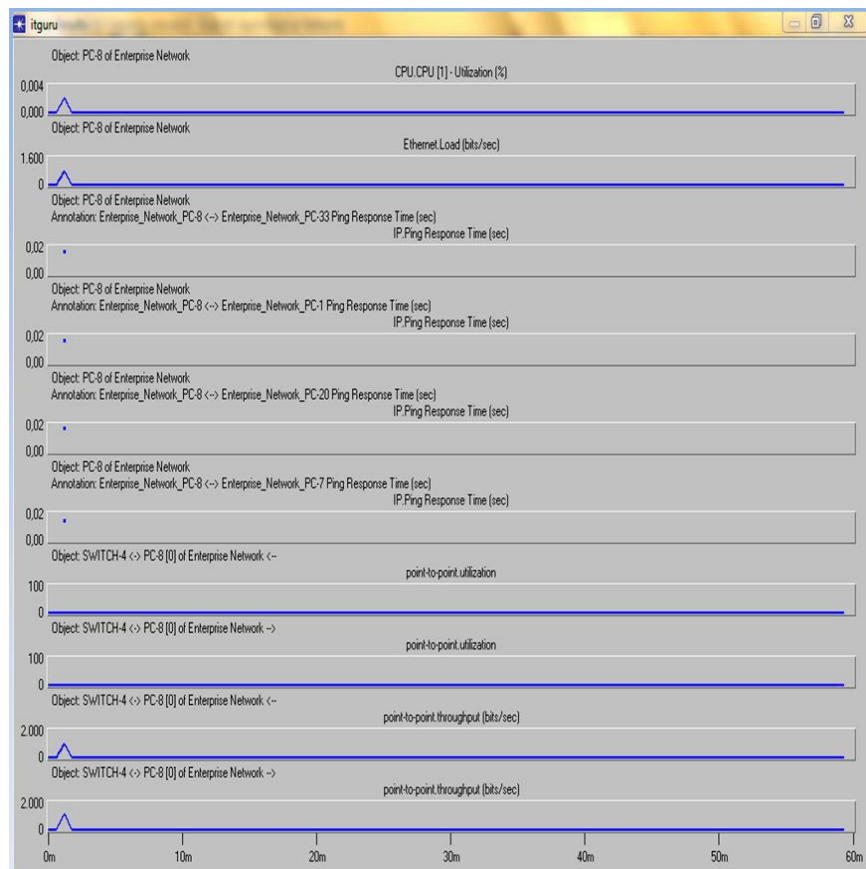 itguru
Object: PC-8 of Enterprise Network
CPU.CPU [1] - Utilization (%)
0,004
0,000
Object: PC-8 of Enterprise Network
Ethernet.Load (bits/sec)
1.600
0
Object: PC-8 of Enterprise Network
Annotation: Enterprise_Network_PC-8 <--> Enterprise_Network_PC-33 Ping Response Time (sec)
IP.Ping Response Time (sec)
0,02
0,00
Object: PC-8 of Enterprise Network
Annotation: Enterprise_Network_PC-8 <--> Enterprise_Network_PC-1 Ping Response Time (sec)
IP.Ping Response Time (sec)
0,02
0,00
Object: PC-8 of Enterprise Network
Annotation: Enterprise_Network_PC-8 <--> Enterprise_Network_PC-20 Ping Response Time (sec)
IP.Ping Response Time (sec)
0,02
0,00
Object: PC-8 of Enterprise Network
Annotation: Enterprise_Network_PC-8 <--> Enterprise_Network_PC-7 Ping Response Time (sec)
IP.Ping Response Time (sec)
0,02
0,00
Object: SWITCH-4 <-> PC-8 [0] of Enterprise Network <--
point-to-point.utilization
100
0
Object: SWITCH-4 <-> PC-8 [0] of Enterprise Network -->
point-to-point.utilization
100
0
Object: SWITCH-4 <-> PC-8 [0] of Enterprise Network <--
point-to-point.throughput (bits/sec)
2.000
0
Object: SWITCH-4 <-> PC-8 [0] of Enterprise Network -->
point-to-point.throughput (bits/sec)
2.000
0
0m 10m 20m 30m 40m 50m 60m